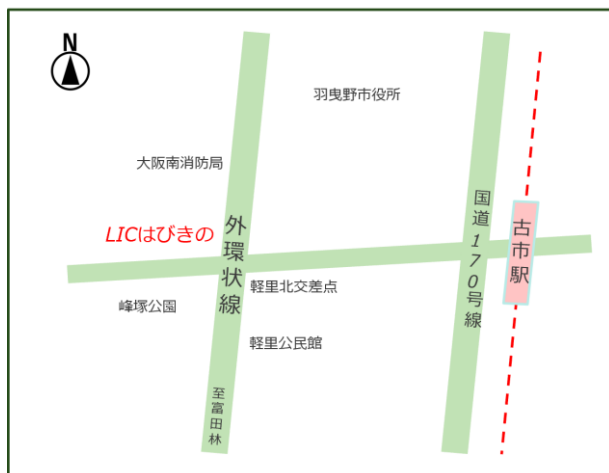 N
羽曳野市役所
大阪南消防局
LICはびきの
外環状線
国道170号線
古市駅
軽里北交差点
峰塚公園
軽里公民館
至富田林